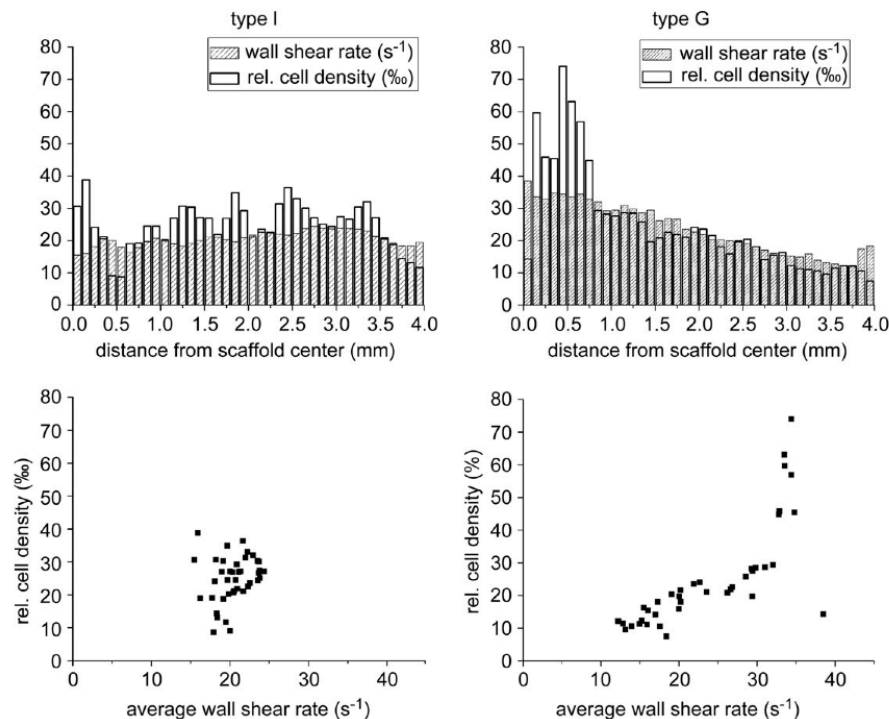 type I
type G
wall shear rate (s⁻¹)
rel. cell density (‰)
wall shear rate (s⁻¹)
rel. cell density (‰)
80
70
60
50
40
30
20
10
0
0.0 0.5 1.0 1.5 2.0 2.5 3.0 3.5 4.0
distance from scaffold center (mm)
80
70
60
50
40
30
20
10
0
0.0 0.5 1.0 1.5 2.0 2.5 3.0 3.5 4.0
distance from scaffold center (mm)
rel. cell density (‰)
80
70
60
50
40
30
20
10
0
0 10 20 30 40
average wall shear rate (s⁻¹)
rel. cell density (%)
80
70
60
50
40
30
20
10
0
0 10 20 30 40
average wall shear rate (s⁻¹)